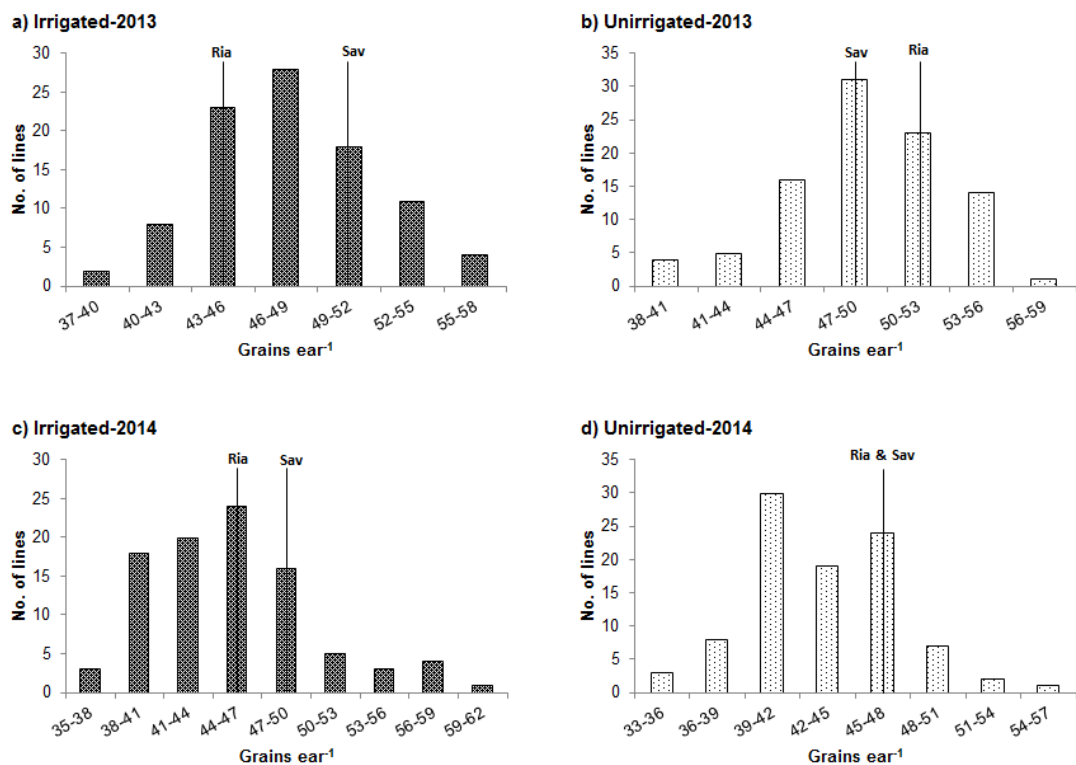 a) Irrigated-2013
Ria
Sav
30
25
20
15
10
5
0
No. of lines
37-40 40-43 43-46 46-49 49-52 52-55 55-58
Grains ear-1
b) Unirrigated-2013
Sav
Ria
35
30
25
20
15
10
5
0
No. of lines
38-41 41-44 44-47 47-50 50-53 53-56 56-59
Grains ear-1
c) Irrigated-2014
Ria
Sav
30
25
20
15
10
5
0
No. of lines
35-38 38-41 41-44 44-47 47-50 50-53 53-56 56-59 59-62
Grains ear-1
d) Unirrigated-2014
Ria & Sav
35
30
25
20
15
10
5
0
No. of lines
33-36 36-39 39-42 42-45 45-48 48-51 51-54 54-57
Grains ear-1